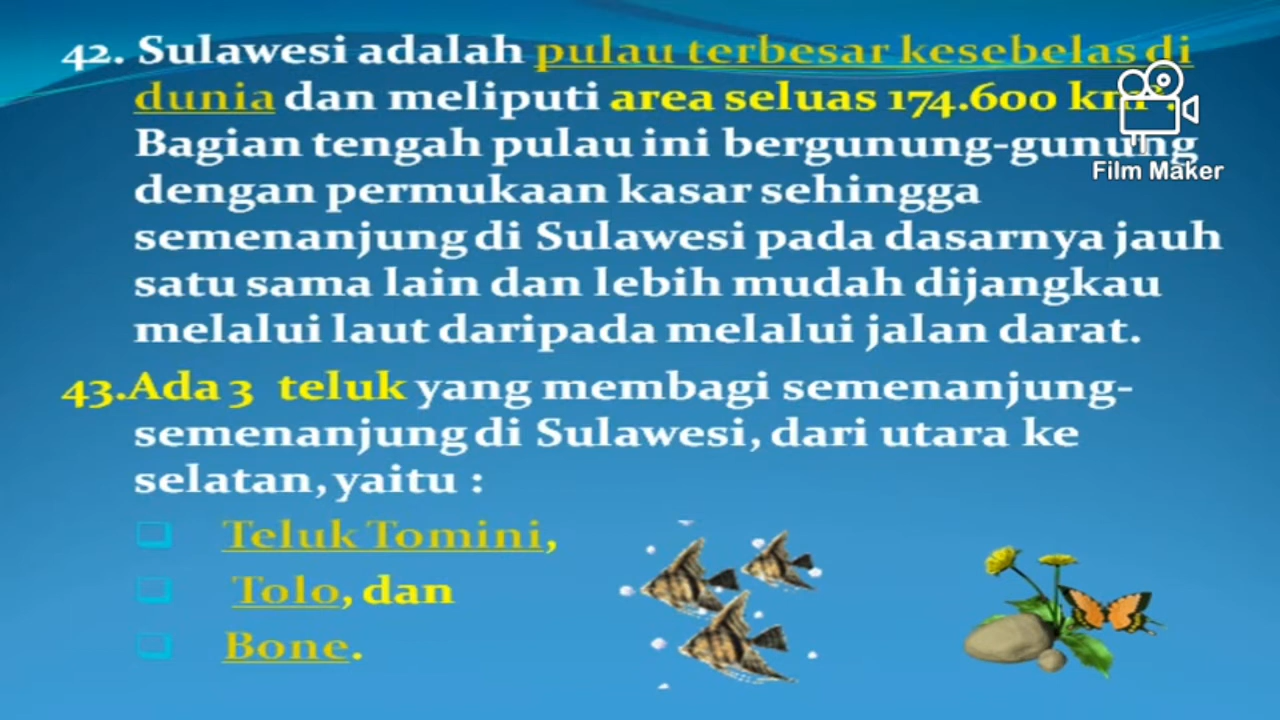 42. Sulawesi adalah pulau terbesar kesebelas di
dunia dan meliputi area seluas 174.600 km².
Bagian tengah pulau ini bergunung-gunung
dengan permukaan kasar sehingga
semenanjung di Sulawesi pada dasarnya jauh
satu sama lain dan lebih mudah dijangkau
melalui laut daripada melalui jalan darat.
43.Ada 3 teluk yang membagi semenanjung-
semenanjung di Sulawesi, dari utara ke
selatan, yaitu :
Teluk Tomini,
Tolo, dan
Bone.
Film Maker